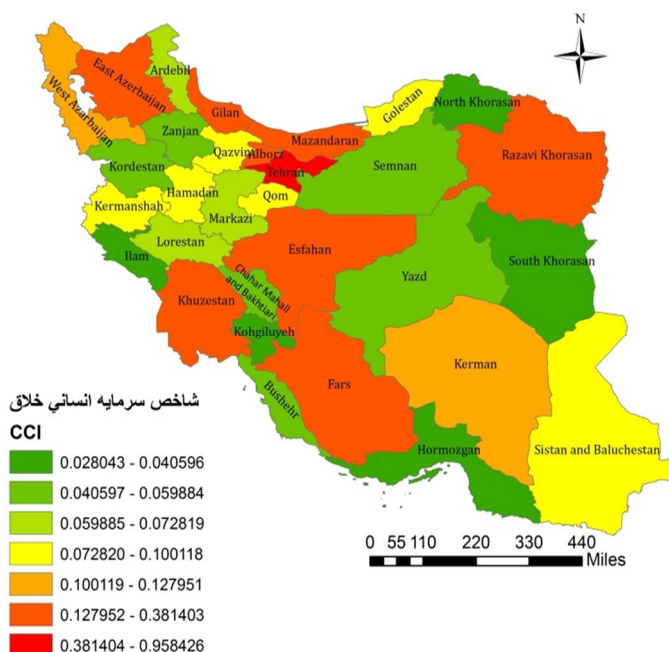 N
Ardebil
East Azerbaijan
West Azarbaijan
Gilan
Golestan
North Khorasan
Zanjan
Mazandaran
Qazvin
Alborz
Razavi Khorasan
Tehran
Semnan
Kordestan
Hamadan
Qom
Kermanshah
Markazi
Lorestan
Esfahan
Ilam
South Khorasan
Yazd
Chahar Mahall
and Bakhtiari
Khuzestan
Kohgiluyeh
Kerman
Fars
Bushehr
Hormozgan
Sistan and Baluchestan
شاخص سرمایه انساني خلاق
CCI
0.028043 - 0.040596
0.040597 - 0.059884
0.059885 - 0.072819
0.072820 - 0.100118
0.100119 - 0.127951
0.127952 - 0.381403
0.381404 - 0.958426
0 55 110 220 330 440
Miles